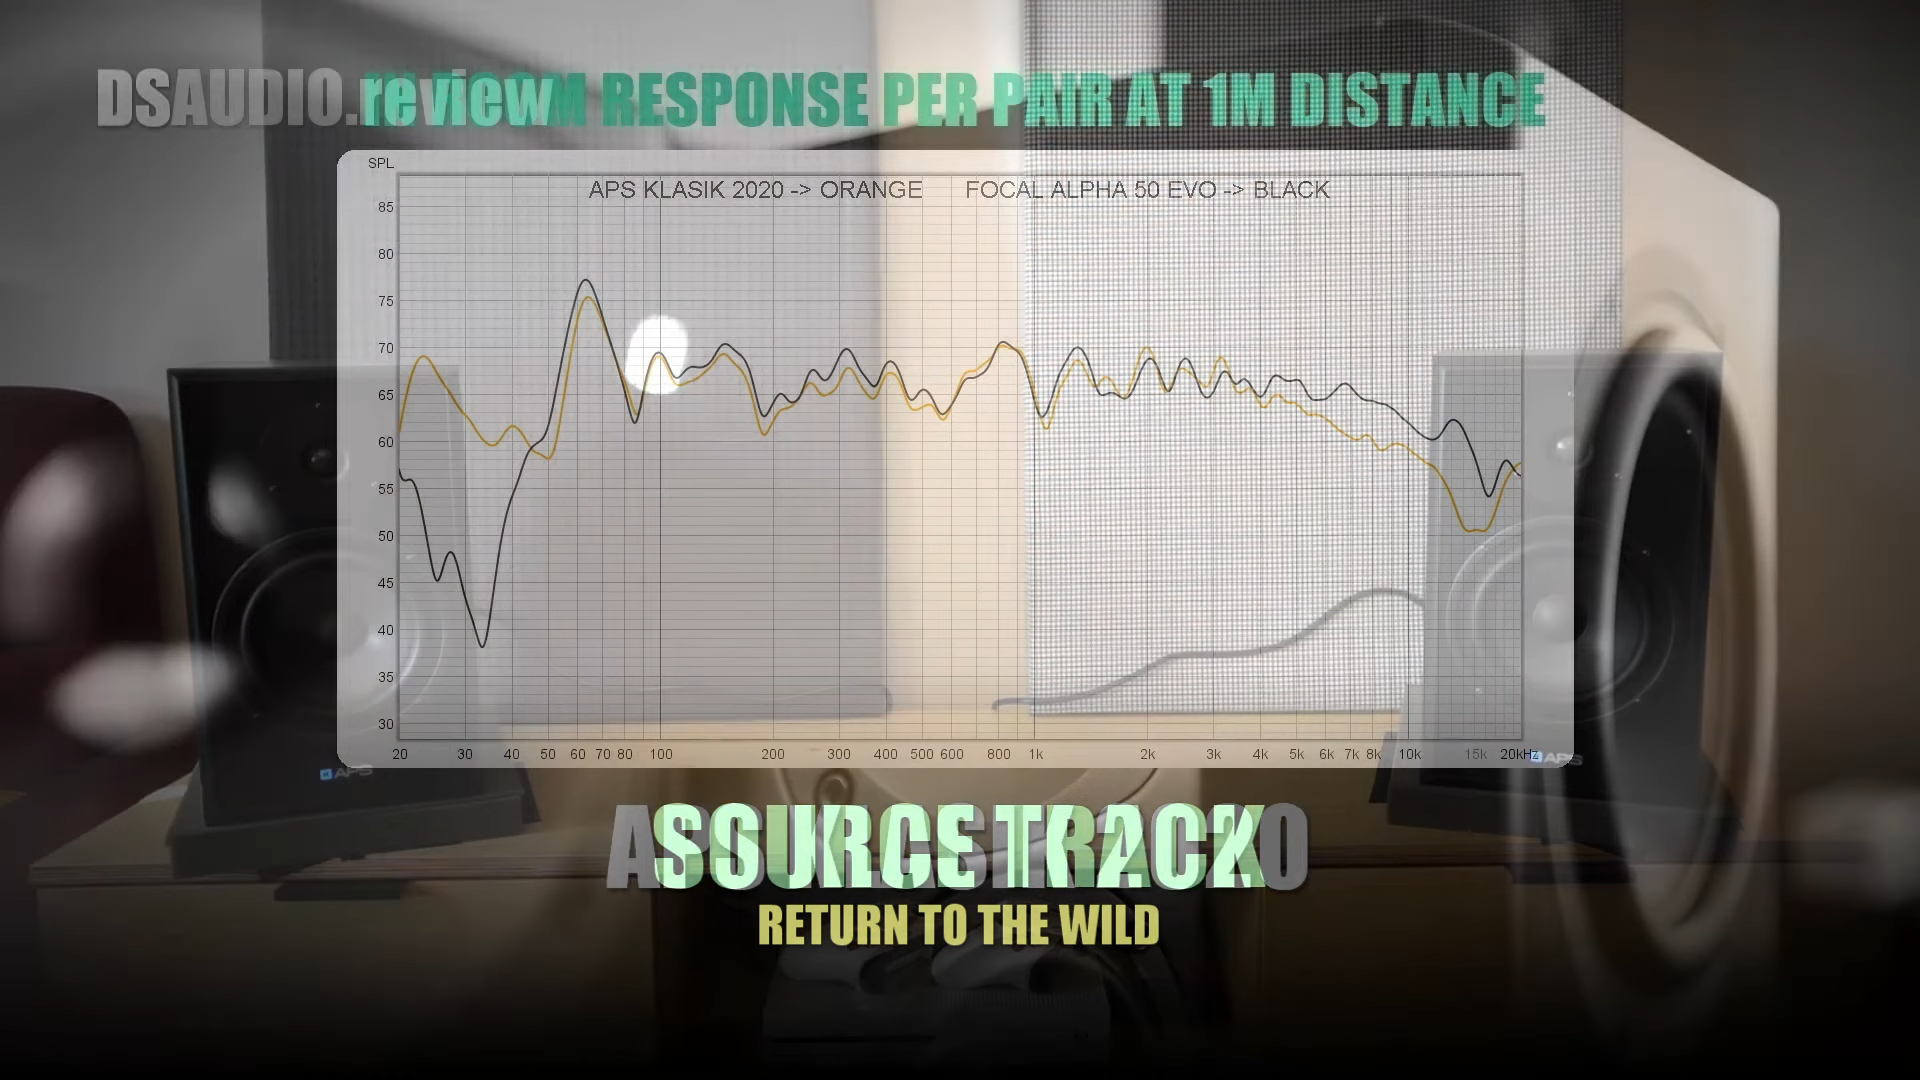 DSAUDIO.review
RESPONSE PER PAIR AT 1M DISTANCE
SPL
APS KLASIK 2020 -> ORANGE FOCAL ALPHA 50 EVO -> BLACK
85
80
75
70
65
60
55
50
45
40
35
30
20 30 40 50 60 70 80 100 200 300 400 500 600 800 1k 2k 3k 4k 5k 6k 7k 8k 10k 15k 20kHz
APS
APS
TRACK
RETURN TO THE WILD